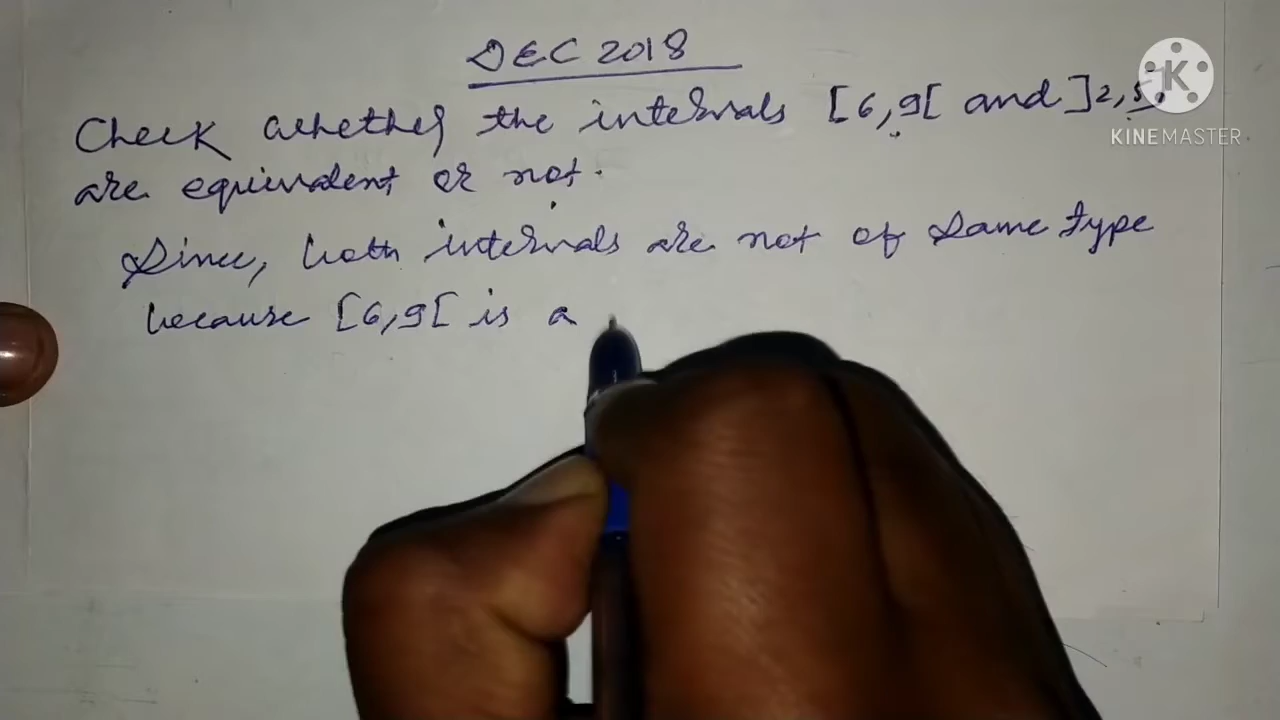 DEC 2018
Check whether the intervals [6,9[ and ]2,5
are equivalent or not.
Since, both intervals are not of same type
because [6,9[ is a
K
KINEMASTER